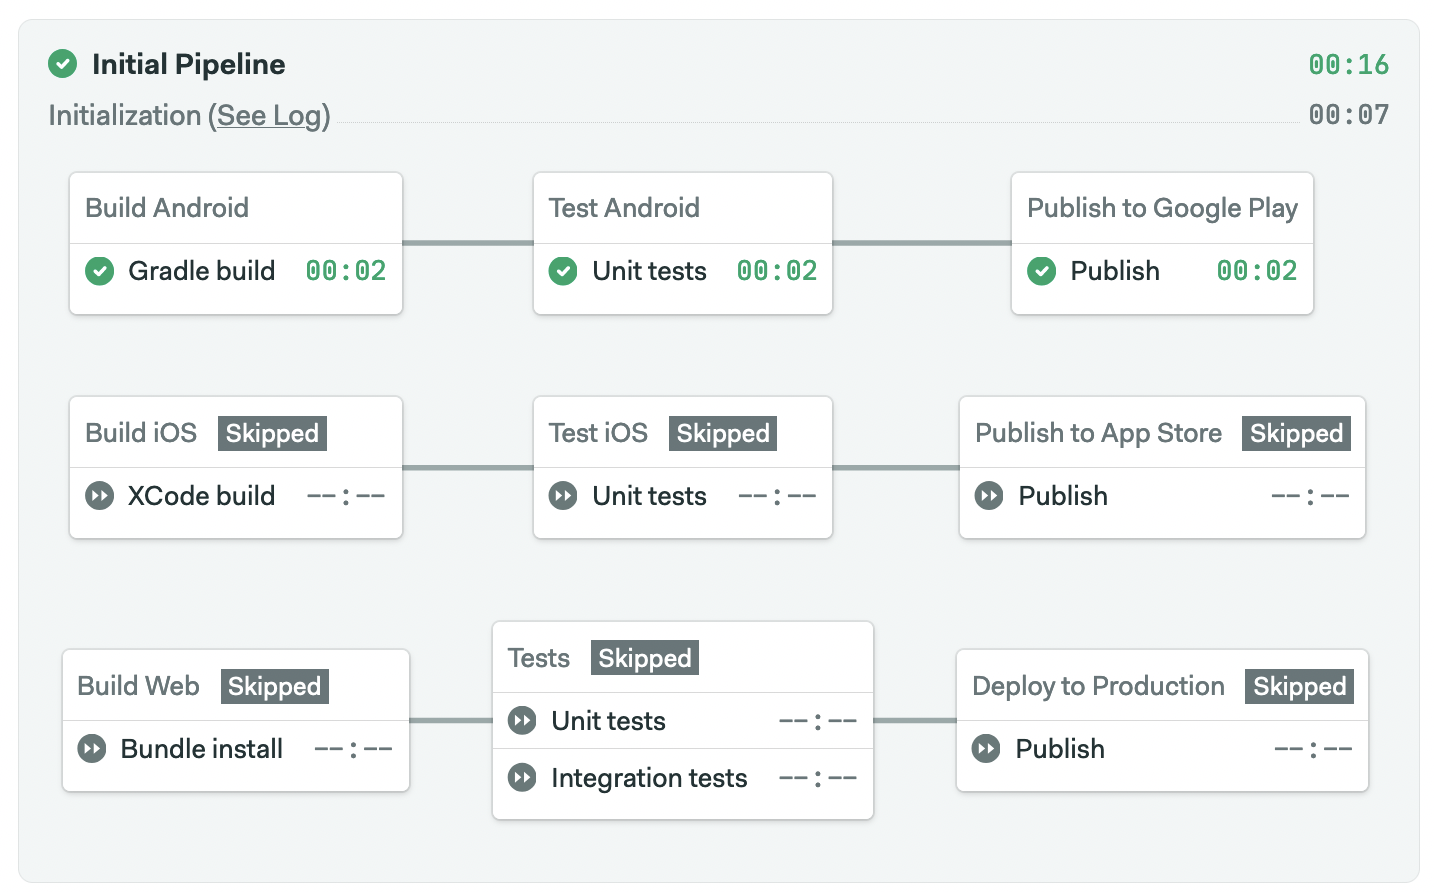 Initial Pipeline 00:16
Initialization (See Log) 00:07
Build Android
Gradle build 00:02
Test Android
Unit tests 00:02
Publish to Google Play
Publish 00:02
Build iOS Skipped
XCode build --:--
Test iOS Skipped
Unit tests --:--
Publish to App Store Skipped
Publish --:--
Build Web Skipped
Bundle install --:--
Tests Skipped
Unit tests --:--
Integration tests --:--
Deploy to Production Skipped
Publish --:--